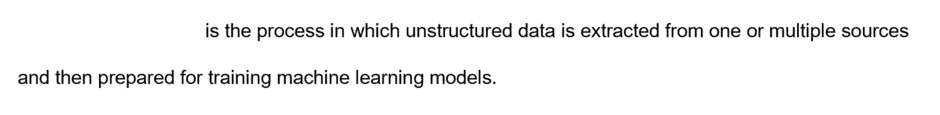 is the process in which unstructured data is extracted from one or multiple sources
and then prepared for training machine learning models.